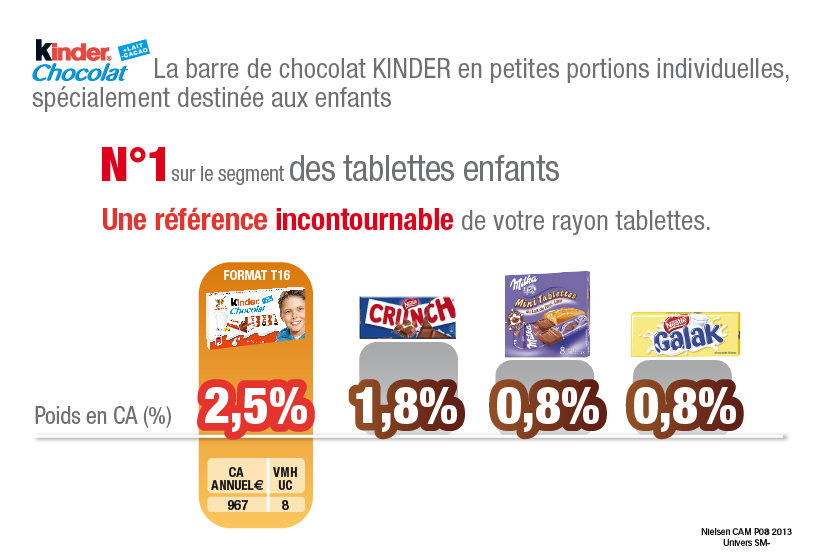 Kinder
+LAIT
-CACAO
Chocolat
La barre de chocolat KINDER en petites portions individuelles,
spécialement destinée aux enfants
N°1 sur le segment des tablettes enfants
Une référence incontournable de votre rayon tablettes.
FORMAT T16
Kinder
Chocolat
Nestlé
CRUNCH
Milka
Mini Tablettes
Milka
8
Nestlé
Galak
Poids en CA (%)
2,5%
1,8%
0,8%
0,8%
CA
ANNUEL€
VMH
UC
967
8
Nielsen CAM P08 2013
Univers SM-